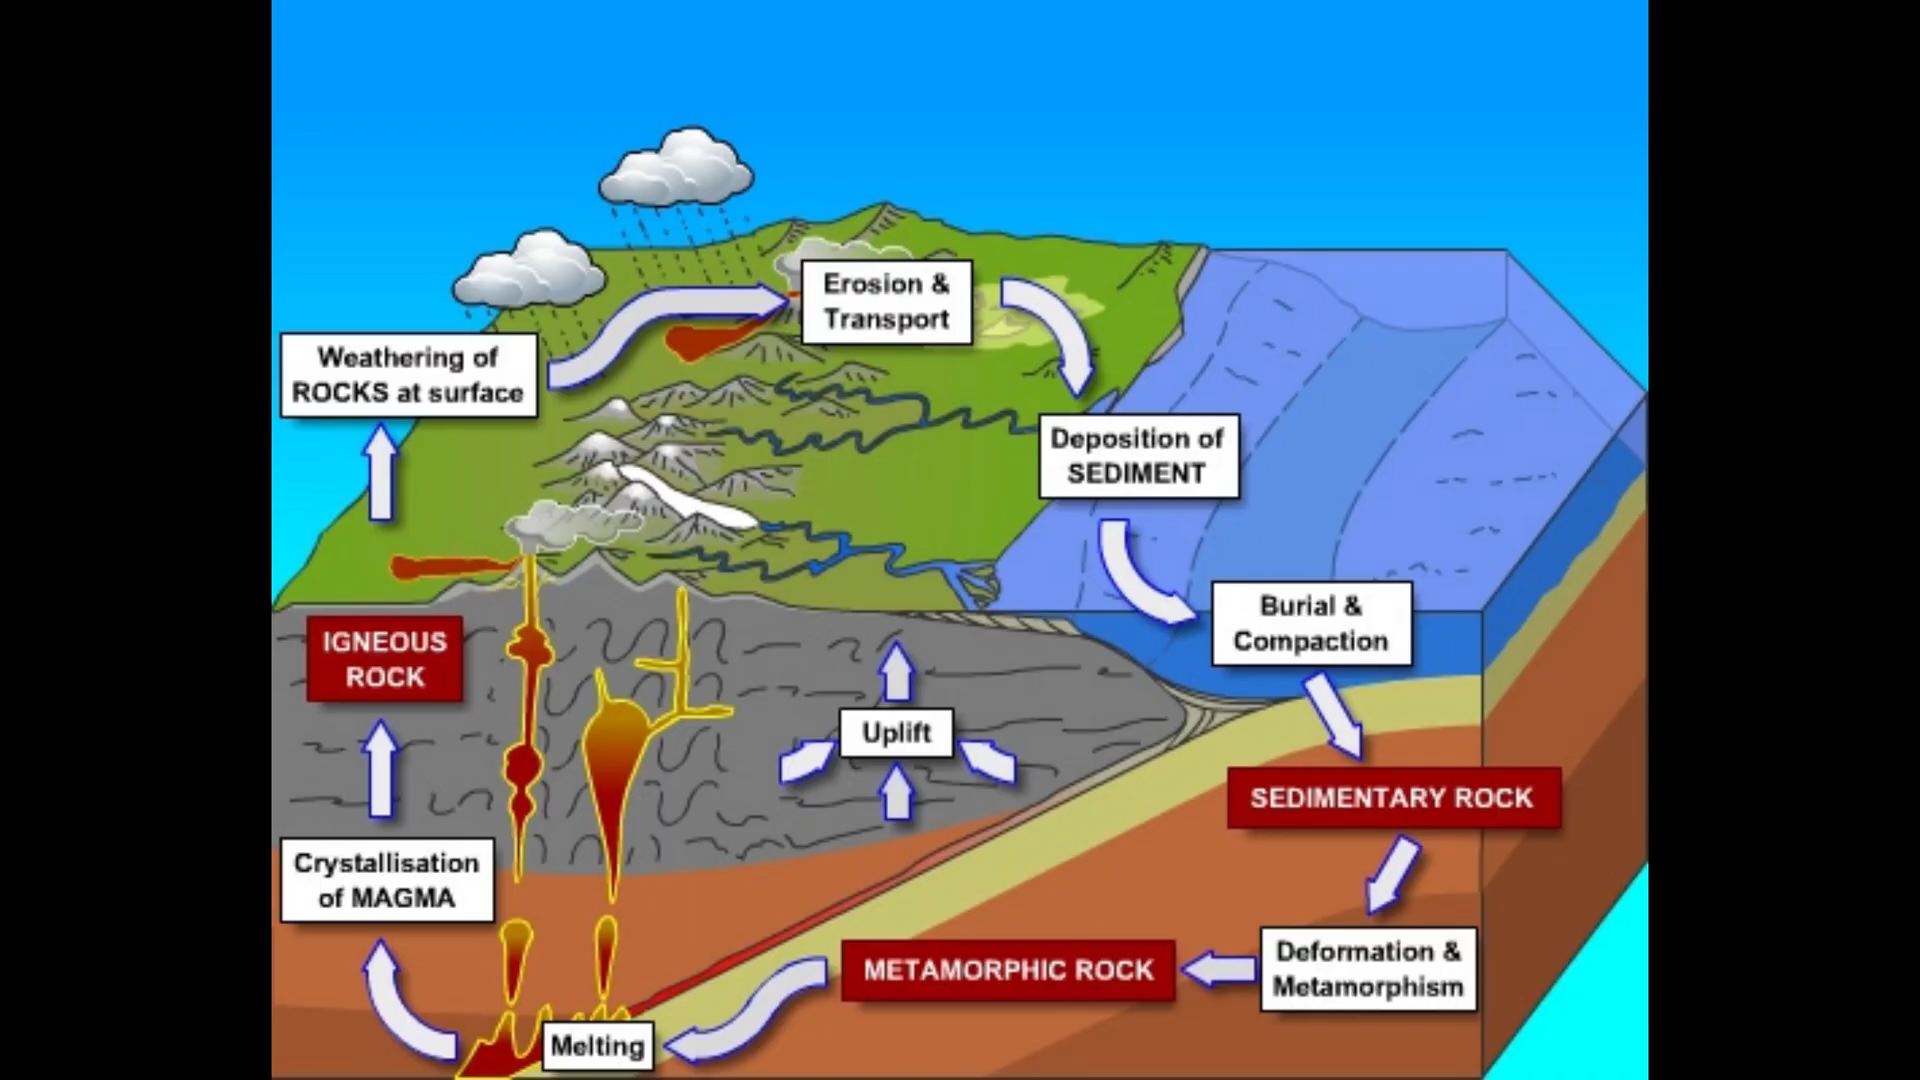 Erosion &
Transport
Weathering of
ROCKS at surface
Deposition of
SEDIMENT
Burial &
Compaction
IGNEOUS
ROCK
Uplift
SEDIMENTARY ROCK
Crystallisation
of MAGMA
Deformation &
Metamorphism
METAMORPHIC ROCK
Melting